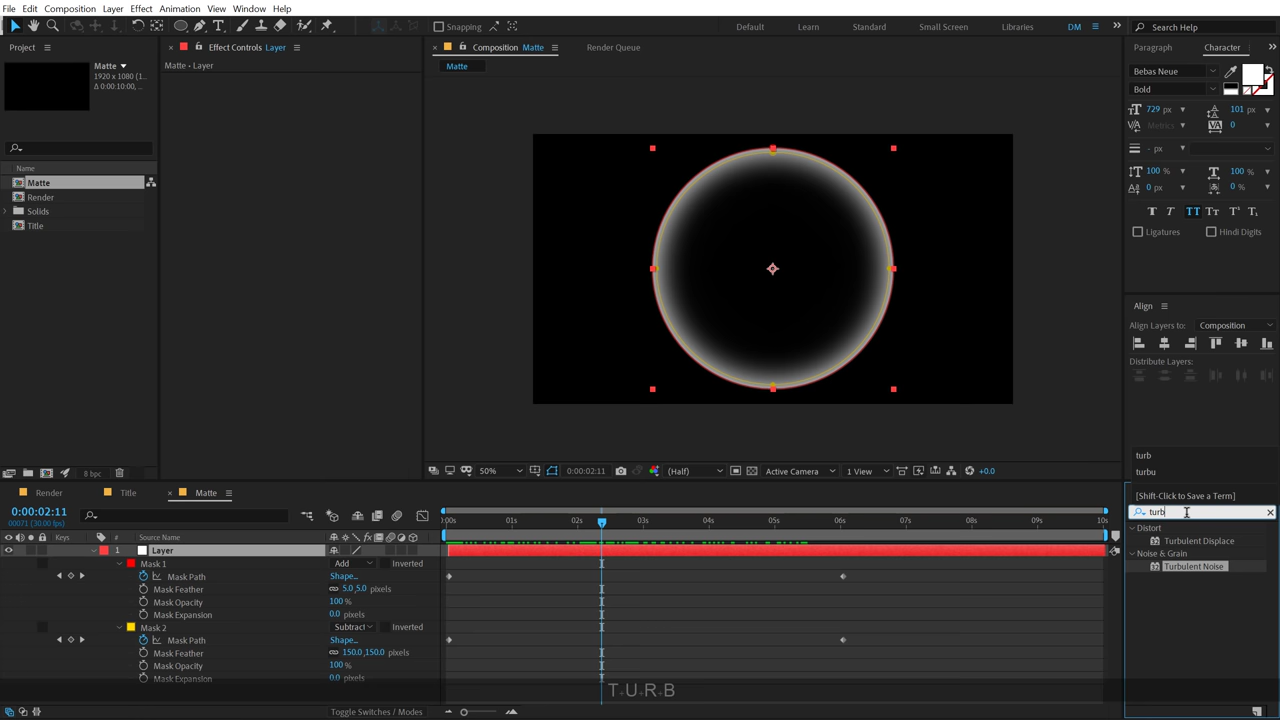 File Edit Composition Layer Effect Animation View Window Help
Snapping Default Learn Standard Small Screen Libraries DM » Search Help
Project
Effect Controls Layer
Composition Matte
Render Queue
Paragraph Character
Matte
1920 x 1080 (1...
Δ 0:00:10:00, ...
Matte • Layer
Matte
Bebas Neue
Bold
729 px
101 px
Metrics
0
- px
100 %
100 %
0 px
0 %
Ligatures
Hindi Digits
Name
Matte
Render
Solids
Title
Align
Align Layers to: Composition
Distribute Layers:
turb
turbu
[Shift-Click to Save a Term]
turb
Distort
Turbulent Displace
Noise & Grain
Turbulent Noise
8 bpc
50%
0:00:02:11
(Half)
Active Camera
1 View
+0.0
Render
Title
Matte
0:00:02:11
00071 (30.00 fps)
:00s 01s 02s 03s 04s 05s 06s 07s 08s 09s 10s
Keys # Source Name
1 Layer
Mask 1 Add Inverted
Mask Path Shape...
Mask Feather 5.0,5.0 pixels
Mask Opacity 100 %
Mask Expansion 0.0 pixels
Mask 2 Subtract Inverted
Mask Path Shape...
Mask Feather 150.0,150.0 pixels
Mask Opacity 100 %
Mask Expansion 0.0 pixels
T U R B
Toggle Switches / Modes